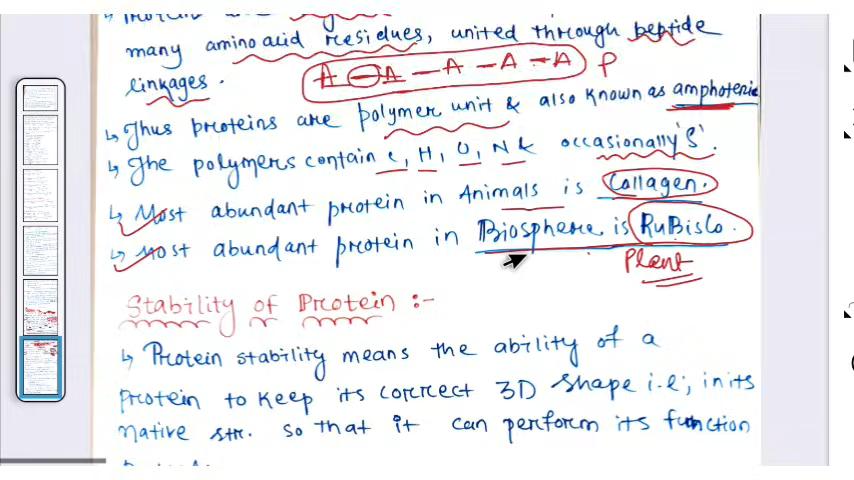 many amino acid residues, united through peptide
linkages. A - A - A - A - A P
↳ Thus proteins are polymer unit & also known as amphoteric
↳ The polymers contain C, H, O, N & occasionally 'S'.
↳ Most abundant protein in Animals is Collagen.
↳ Most abundant protein in Biosphere is RuBisCo.
Plant
Stability of Protein :-
↳ Protein stability means the ability of a
protein to keep its correct 3D shape i.e; in its
native str. so that it can perform its function